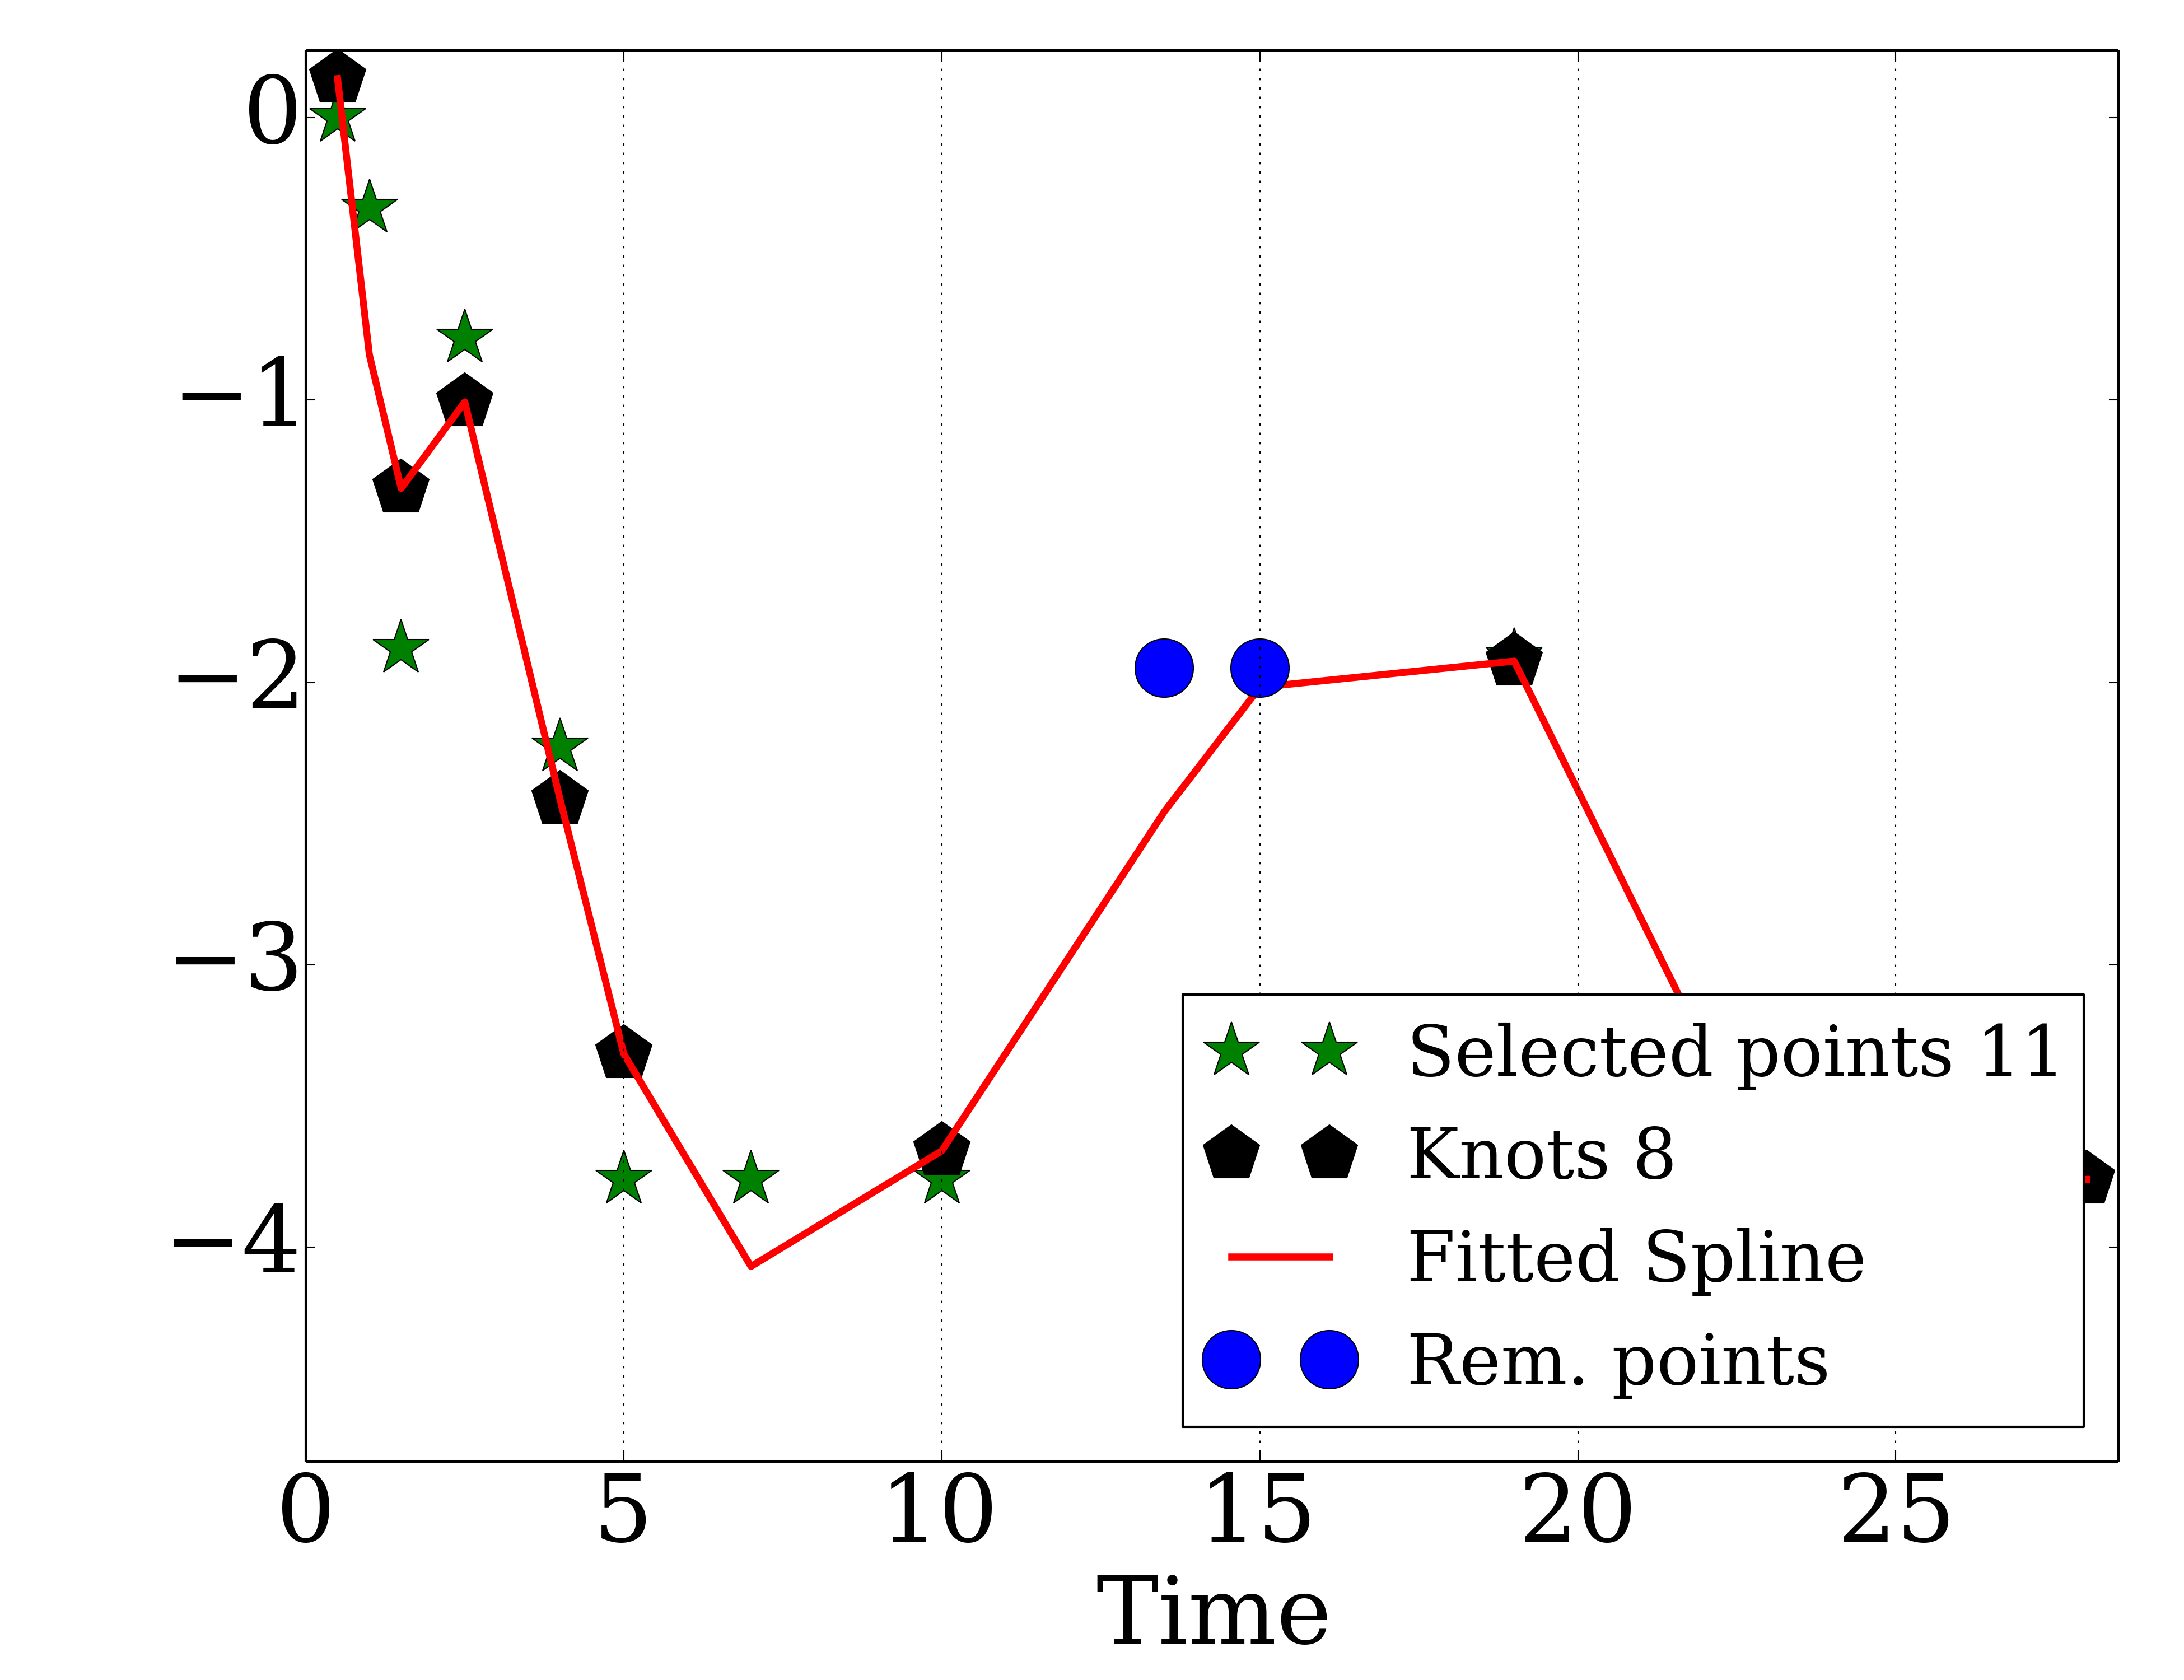 0
−1
−2
−3
−4
Selected points 11
Knots 8
Fitted Spline
Rem. points
0 5 10 15 20 25
Time